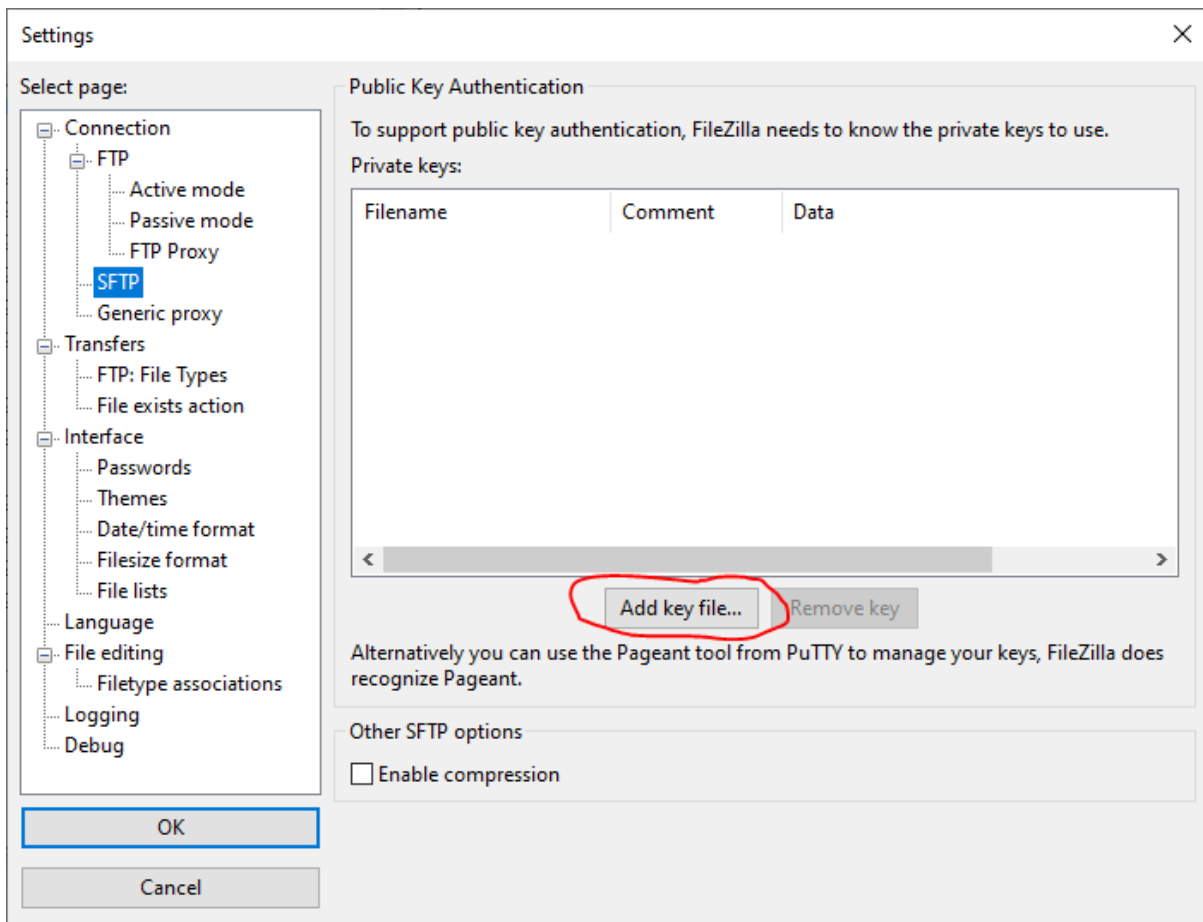 Settings
Select page:
Connection
FTP
Active mode
Passive mode
FTP Proxy
SFTP
Generic proxy
Transfers
FTP: File Types
File exists action
Interface
Passwords
Themes
Date/time format
Filesize format
File lists
Language
File editing
Filetype associations
Logging
Debug
OK
Cancel
Public Key Authentication
To support public key authentication, FileZilla needs to know the private keys to use.
Private keys:
Filename Comment Data
Add key file... Remove key
Alternatively you can use the Pageant tool from PuTTY to manage your keys, FileZilla does
recognize Pageant.
Other SFTP options
Enable compression